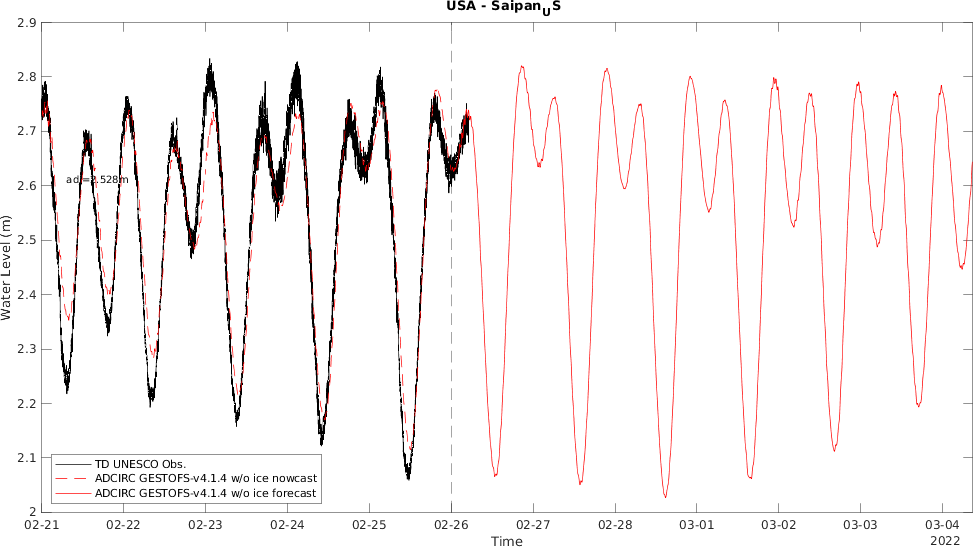 USA - Saipan_US
2.9
2.8
2.7
2.6
2.5
2.4
2.3
2.2
2.1
2
Water Level (m)
adj=2.528m
TD UNESCO Obs.
ADCIRC GESTOFS-v4.1.4 w/o ice nowcast
ADCIRC GESTOFS-v4.1.4 w/o ice forecast
02-21 02-22 02-23 02-24 02-25 02-26 02-27 02-28 03-01 03-02 03-03 03-04
Time 2022